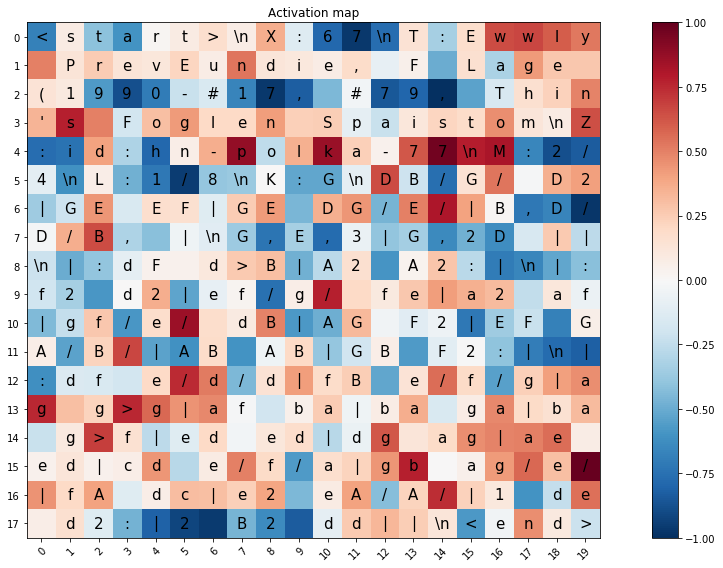 Activation map
0 < s t a r t > \n X : 6 7 \n T : E w w l y
1 P r e v E u n d i e , F L a g e
2 ( 1 9 9 0 - # 1 7 , # 7 9 , T h i n
3 ' s F o g l e n S p a i s t o m \n Z
4 : i d : h n - p o l k a - 7 7 \n M : 2 /
5 4 \n L : 1 / 8 \n K : G \n D B / G / D 2
6 | G E E F | G E D G / E / | B , D /
7 D / B , | \n G , E , 3 | G , 2 D | |
8 \n | : d F d > B | A 2 A 2 : | \n | :
9 f 2 d 2 | e f / g / f e | a 2 a f
10 | g f / e / d B | A G F 2 | E F G
11 A / B / | A B A B | G B F 2 : | \n |
12 : d f e / d / d | f B e / f / g | a
13 g g > g | a f b a | b a g a | b a
14 g > f | e d e d | d g a g | a e
15 e d | c d e / f / a | g b a g / e /
16 | f A d c | e 2 e A / A / | 1 d e
17 d 2 : | 2 B 2 d d | | \n < e n d >
0 1 2 3 4 5 6 7 8 9 10 11 12 13 14 15 16 17 18 19
1.00
0.75
0.50
0.25
0.00
−0.25
−0.50
−0.75
−1.00